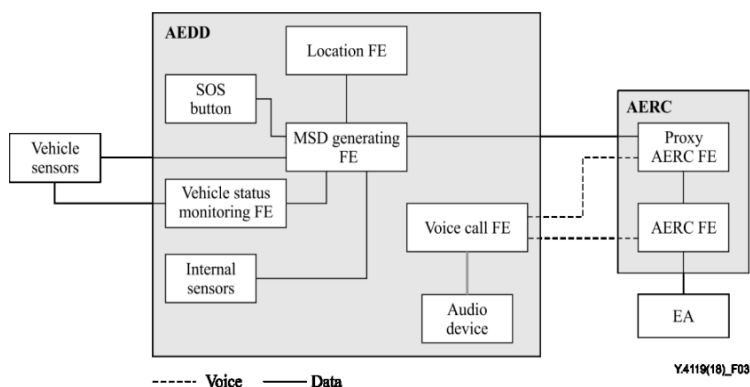 AEDD
Location FE
SOS
button
AERC
MSD generating
FE
Proxy
AERC FE
Vehicle
sensors
Vehicle status
monitoring FE
Voice call FE
AERC FE
Internal
sensors
Audio
device
EA
Y.4119(18)_F03
Voice
Data